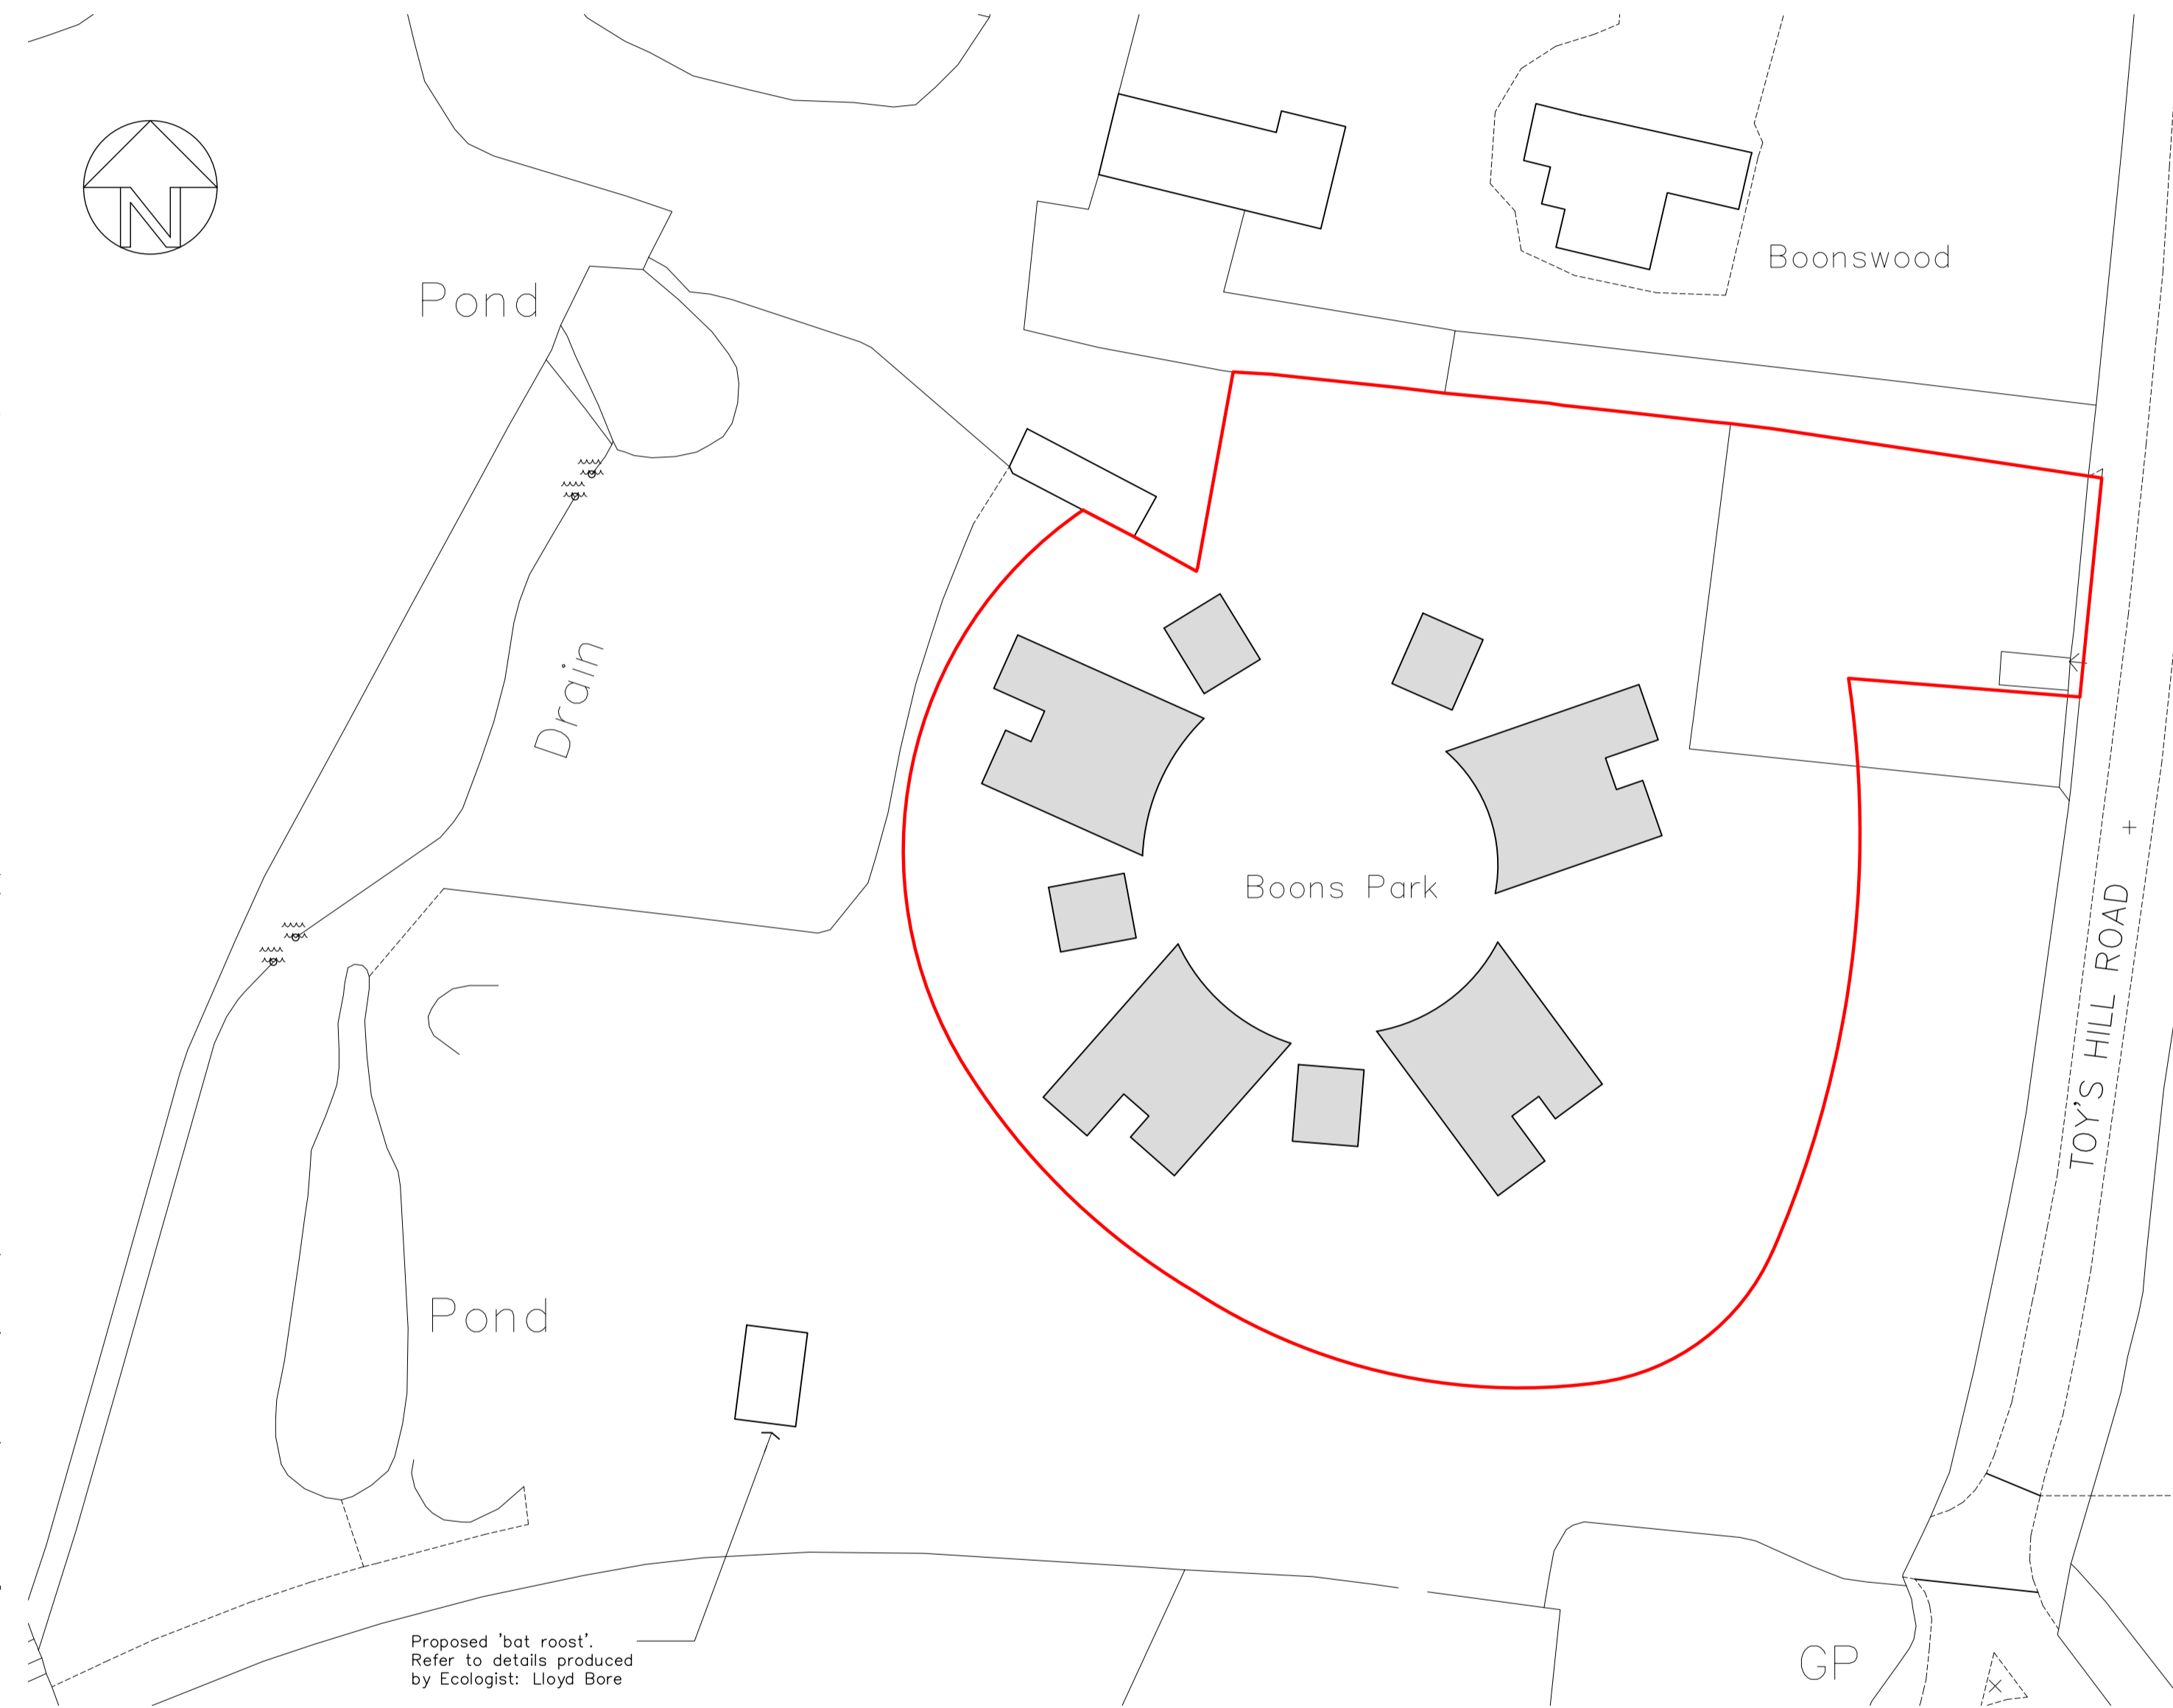 N
Boonswood
Pond
Drain
Boons Park
TOY'S HILL ROAD
Pond
Proposed 'bat roost'.
Refer to details produced
by Ecologist: Lloyd Bore
GP